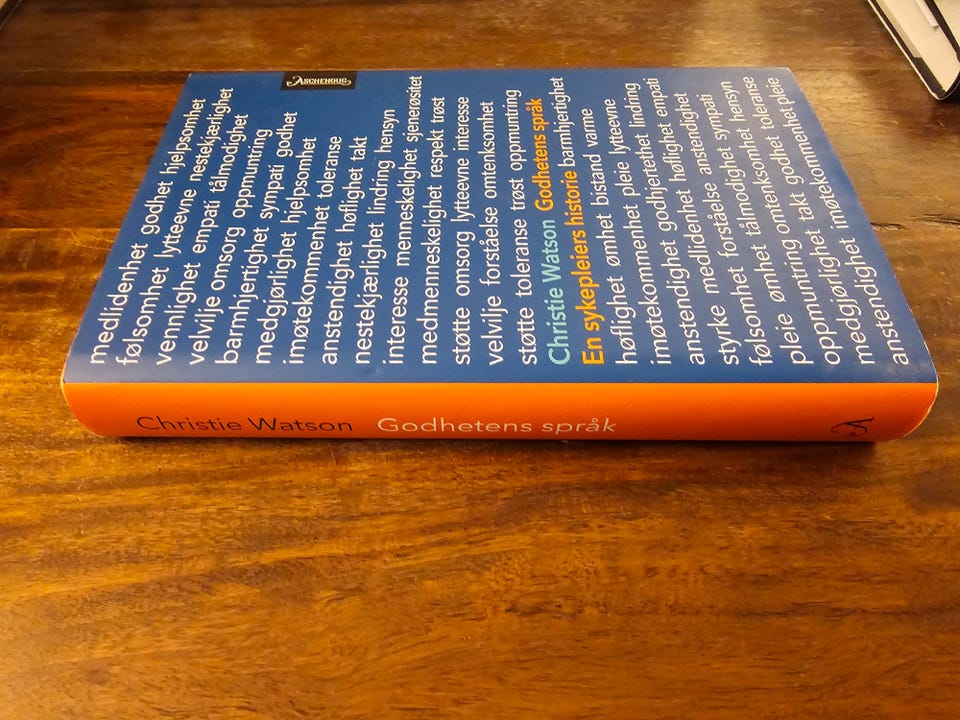 ASCHEHOUG
medlidenhet godhet hjelpsomhet
følsomhet lytteevne nestekjærlighet
vennlighet empati tålmodighet
velvilje omsorg oppmuntring
barmhjertighet sympati godhet
medgjørlighet hjelpsomhet
imøtekommenhet toleranse
anstendighet høflighet takt
nestekjærlighet lindring hensyn
interesse menneskelighet sjenerøsitet
medmenneskelighet respekt trøst
støtte omsorg lytteevne interesse
velvilje forståelse omtenksomhet
støtte toleranse trøst oppmuntring
Christie Watson Godhetens språk
En sykepleiers historie barmhjertighet
høflighet ømhet bistand varme
imøtekommenhet pleie lytteevne
anstendighet godhjertethet lindring
styrke medlidenhet høflighet empati
følsomhet forståelse anstendighet
pleie ømhet tålmodighet sympati
oppmuntring omtenksomhet hensyn
medgjørlighet takt godhet toleranse
anstendighet imøtekommenhet pleie
Christie Watson Godhetens språk